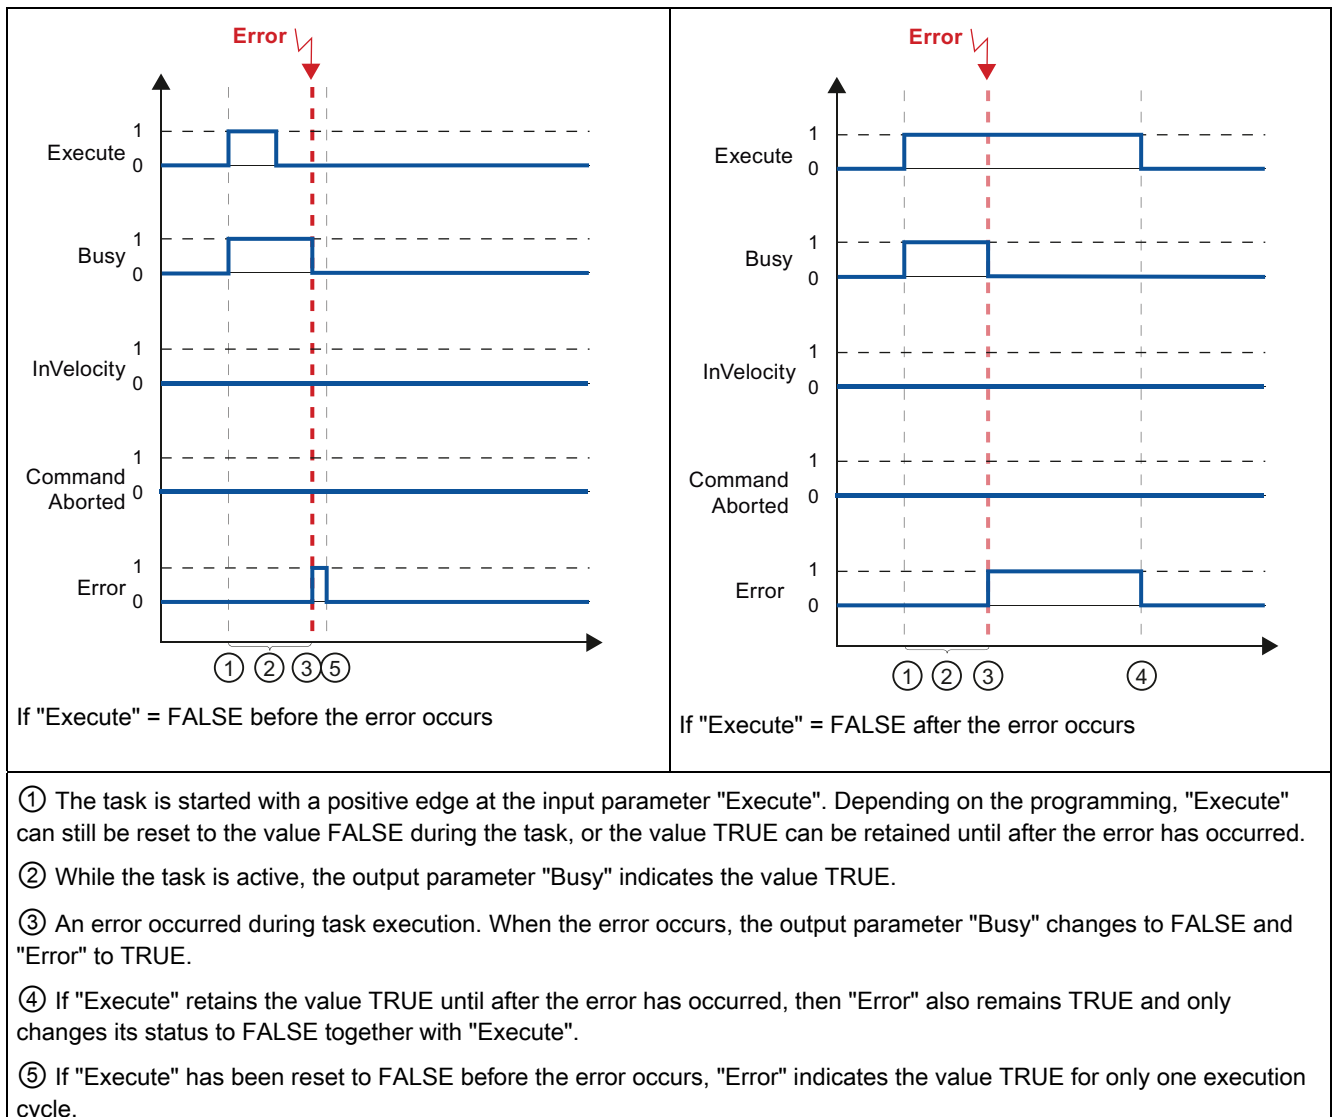 Error
Execute
1
0
Busy
1
0
InVelocity
1
0
Command
Aborted
1
0
Error
1
0
① ② ③ ⑤
If "Execute" = FALSE before the error occurs
Error
Execute
1
0
Busy
1
0
InVelocity
1
0
Command
Aborted
1
0
Error
1
0
① ② ③ ④
If "Execute" = FALSE after the error occurs
① The task is started with a positive edge at the input parameter "Execute". Depending on the programming, "Execute"
can still be reset to the value FALSE during the task, or the value TRUE can be retained until after the error has occurred.
② While the task is active, the output parameter "Busy" indicates the value TRUE.
③ An error occurred during task execution. When the error occurs, the output parameter "Busy" changes to FALSE and
"Error" to TRUE.
④ If "Execute" retains the value TRUE until after the error has occurred, then "Error" also remains TRUE and only
changes its status to FALSE together with "Execute".
⑤ If "Execute" has been reset to FALSE before the error occurs, "Error" indicates the value TRUE for only one execution
cycle.